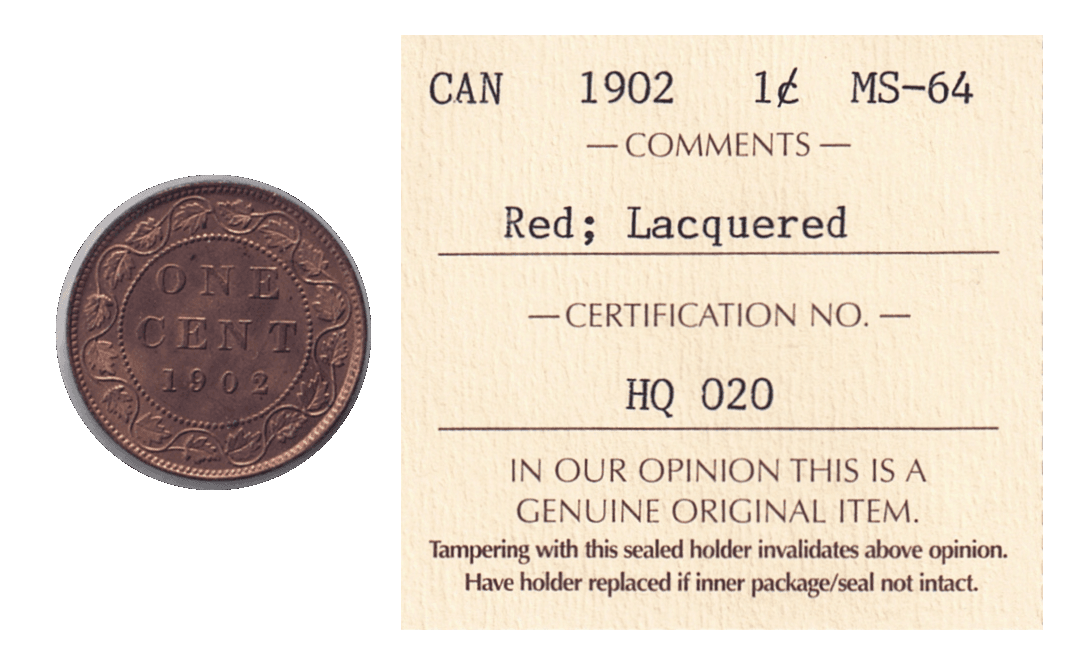 ONE
CENT
1902
CAN 1902 1¢ MS-64
— COMMENTS —
Red; Lacquered
— CERTIFICATION NO. —
HQ 020
IN OUR OPINION THIS IS A
GENUINE ORIGINAL ITEM.
Tampering with this sealed holder invalidates above opinion.
Have holder replaced if inner package/seal not intact.